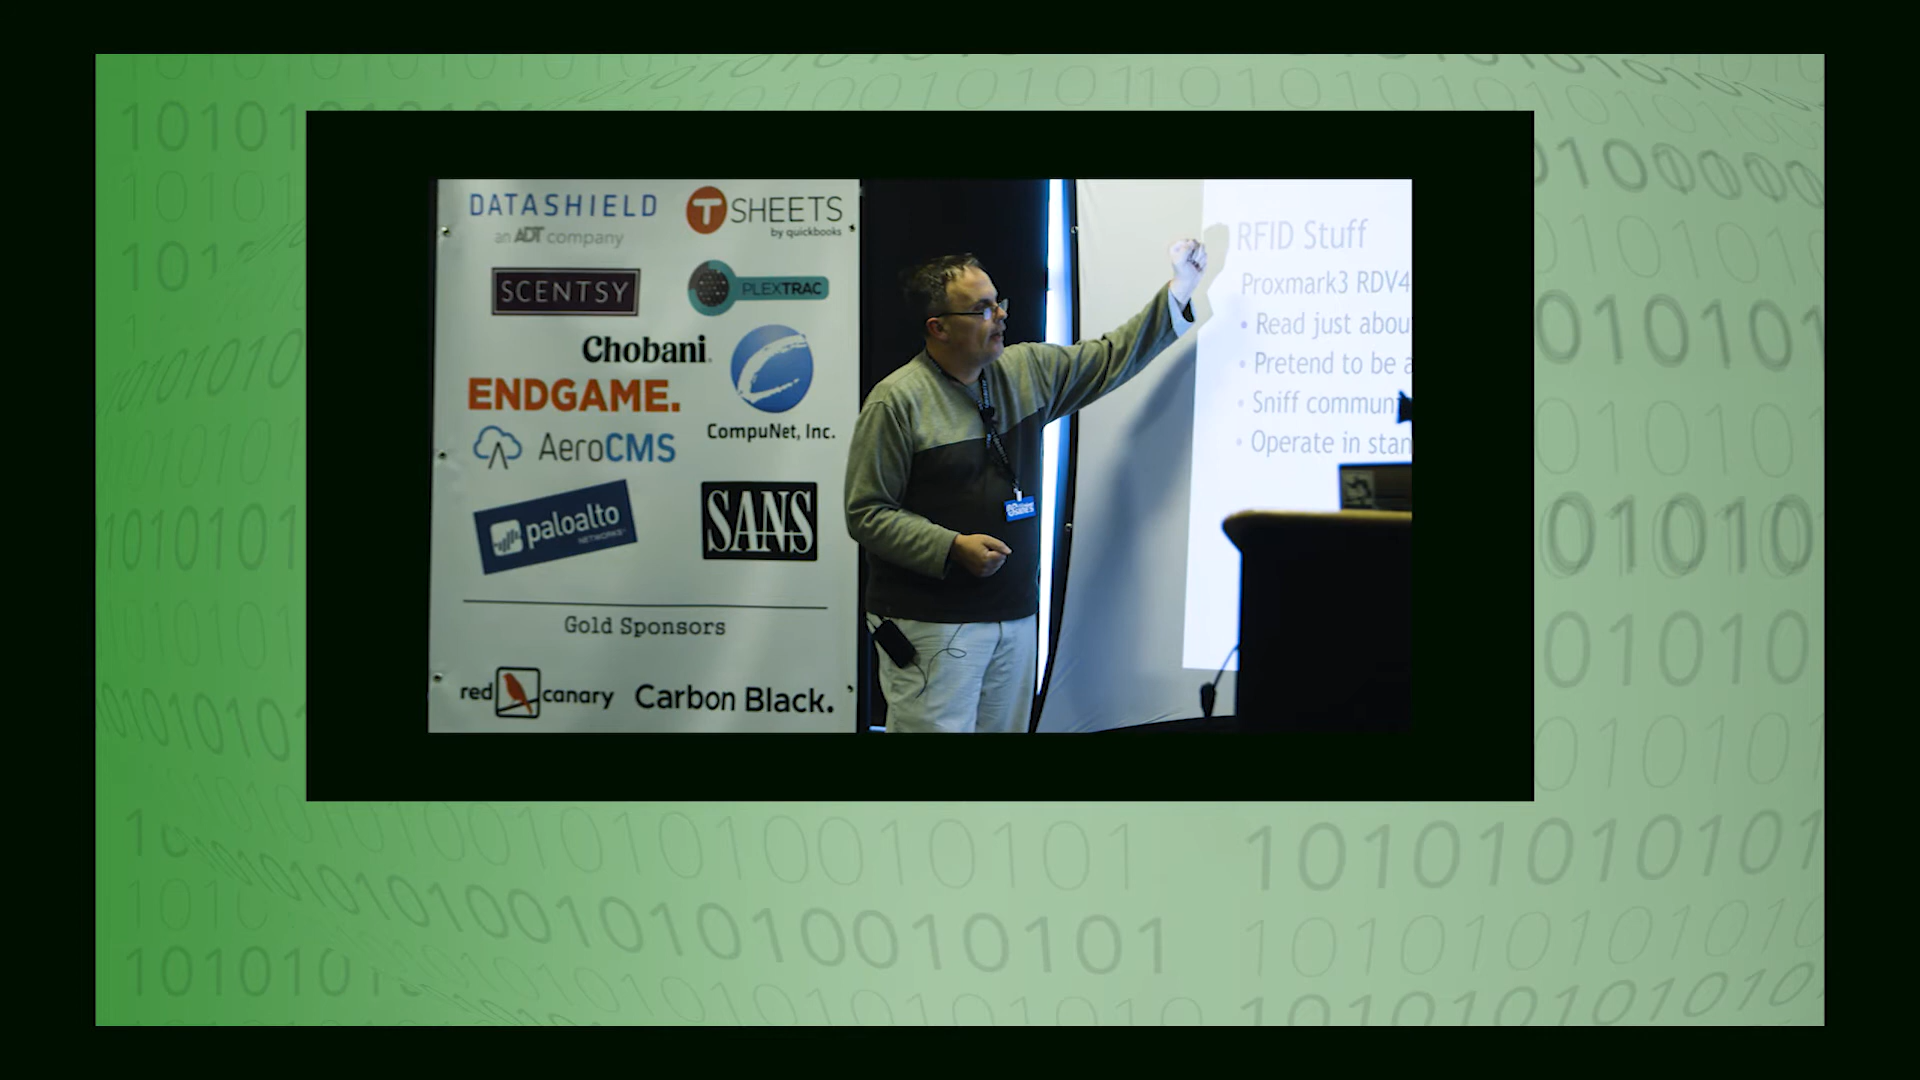 DATASHIELD
an ADT company
T SHEETS
by quickbooks
SCENTSY
PLEXTRAC
Chobani
ENDGAME.
CompuNet, Inc.
AeroCMS
paloalto
NETWORKS
SANS
Gold Sponsors
red canary
Carbon Black.
RFID Stuff
Proxmark3 RDV4
• Read just abou
• Pretend to be a
• Sniff commun
• Operate in stan